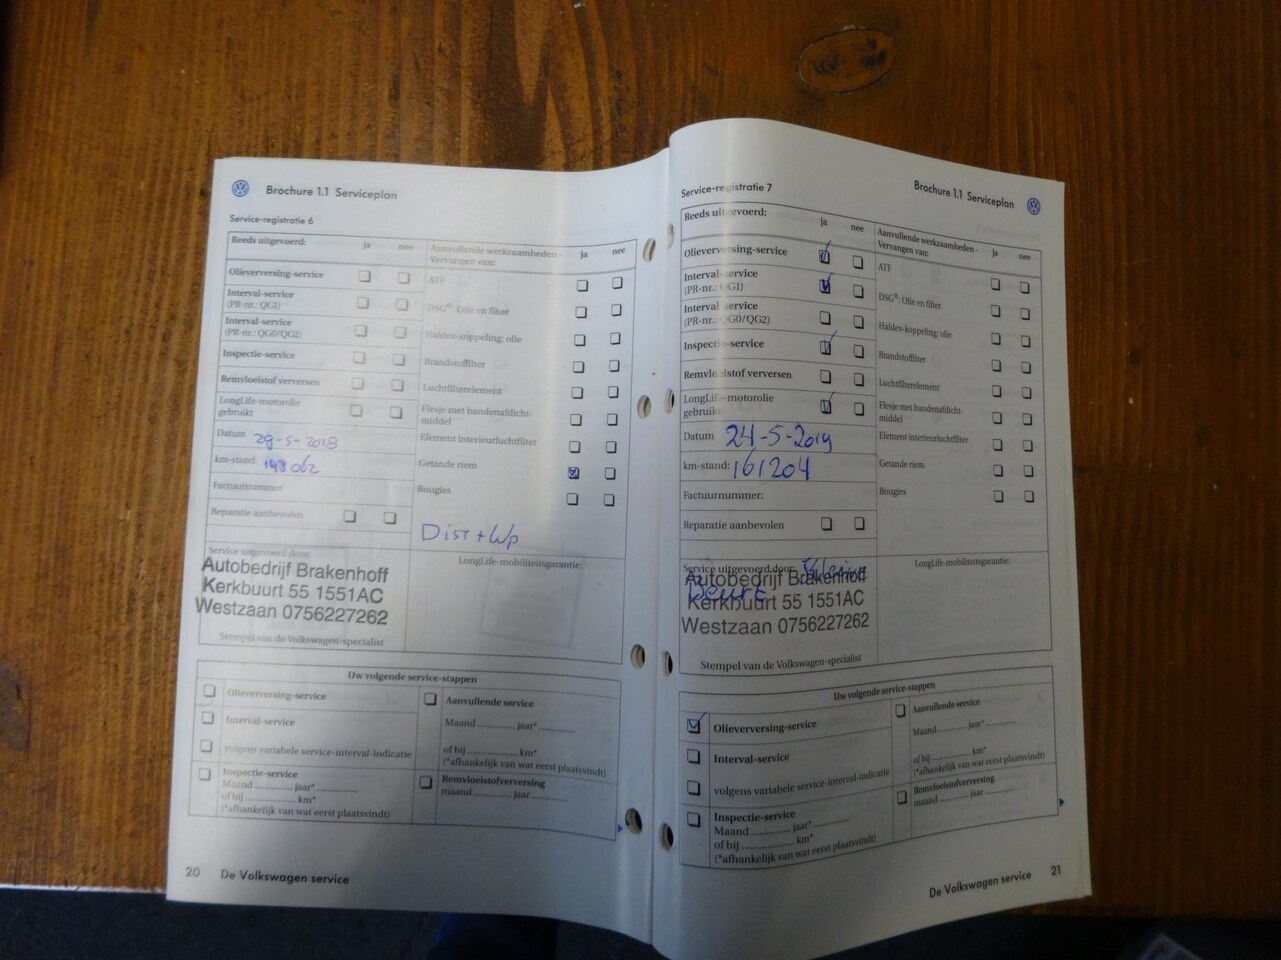 Brochure 1.1 Serviceplan
Service-registratie 6
Reeds uitgevoerd: ja nee
Olieverversing-service
Interval-service
(PR-nr.: QG1)
Interval-service
(PR-nr.: QG0/QG2)
Inspectie-service
Remvloeistof verversen
LongLife-motorolie
gebruikt
Datum 29-5-2018
km-stand:
Factuurnummer:
Reparatie aanbevolen
Aanvullende werkzaamheden -
Vervangen van: ja nee
ATF
DSG®: Olie en filter
Haldex-koppeling: olie
Brandstoffilter
Luchtfilterelement
Flesje met bandenafdicht-
middel
Element interieurluchtfilter
Getande riem
Bougies
Dist + Wp
Service uitgevoerd door:
Autobedrijf Brakenhoff
Kerkbuurt 55 1551AC
Westzaan 0756227262
Stempel van de Volkswagen-specialist
LongLife-mobiliteitsgarantie:
Uw volgende service-stappen
Olieverversing-service
Interval-service
volgens variabele service-interval-indicatie
Inspectie-service
Maand ............ jaar* ............
of bij ............ km*
(*afhankelijk van wat eerst plaatsvindt)
Aanvullende service
Maand ............ jaar* ............
of bij ............ km*
(*afhankelijk van wat eerst plaatsvindt)
Remvloeistofverversing
maand ............ jaar ............
20 De Volkswagen service
Service-registratie 7
Brochure 1.1 Serviceplan
Reeds uitgevoerd: ja nee
Olieverversing-service
Interval-service
(PR-nr.: QG1)
Interval-service
(PR-nr.: QG0/QG2)
Inspectie-service
Remvloeistof verversen
LongLife-motorolie
gebruikt
Datum 24-5-2019
km-stand: 161204
Factuurnummer:
Reparatie aanbevolen
Aanvullende werkzaamheden -
Vervangen van: ja nee
ATF
DSG®: Olie en filter
Haldex-koppeling: olie
Brandstoffilter
Luchtfilterelement
Flesje met bandenafdicht-
middel
Element interieurluchtfilter
Getande riem
Bougies
Service uitgevoerd door: Kleine
Beurt
Autobedrijf Brakenhoff
Kerkbuurt 55 1551AC
Westzaan 0756227262
Stempel van de Volkswagen-specialist
LongLife-mobiliteitsgarantie:
Uw volgende service-stappen
Olieverversing-service
Interval-service
volgens variabele service-interval-indicatie
Inspectie-service
Maand ............ jaar* ............
of bij ............ km*
(*afhankelijk van wat eerst plaatsvindt)
Aanvullende service
Maand ............ jaar* ............
of bij ............ km*
(*afhankelijk van wat eerst plaatsvindt)
Remvloeistofverversing
maand ............ jaar ............
De Volkswagen service 21